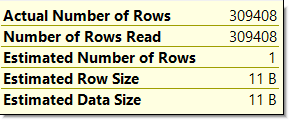 Actual Number of Rows 309408
Number of Rows Read 309408
Estimated Number of Rows 1
Estimated Row Size 11 B
Estimated Data Size 11 B